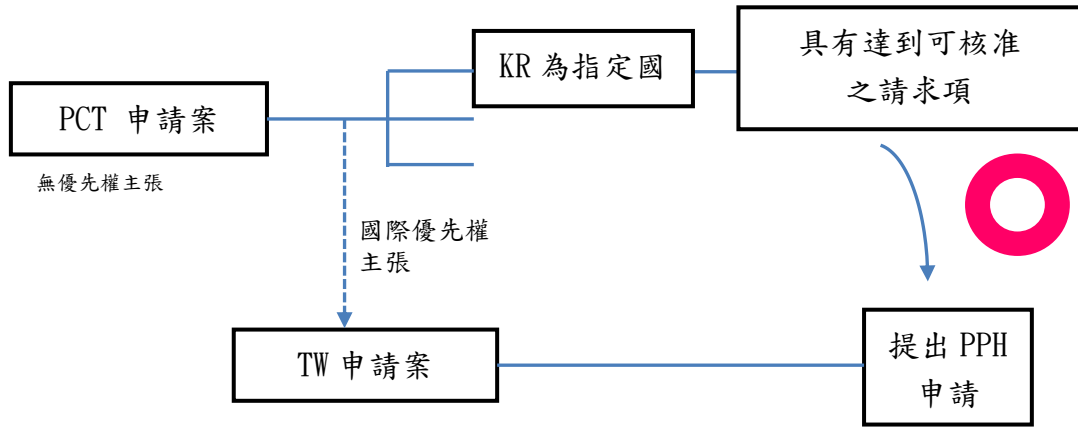 KR 為指定國
具有達到可核准
之請求項
PCT 申請案
無優先權主張
國際優先權
主張
TW 申請案
提出 PPH
申請